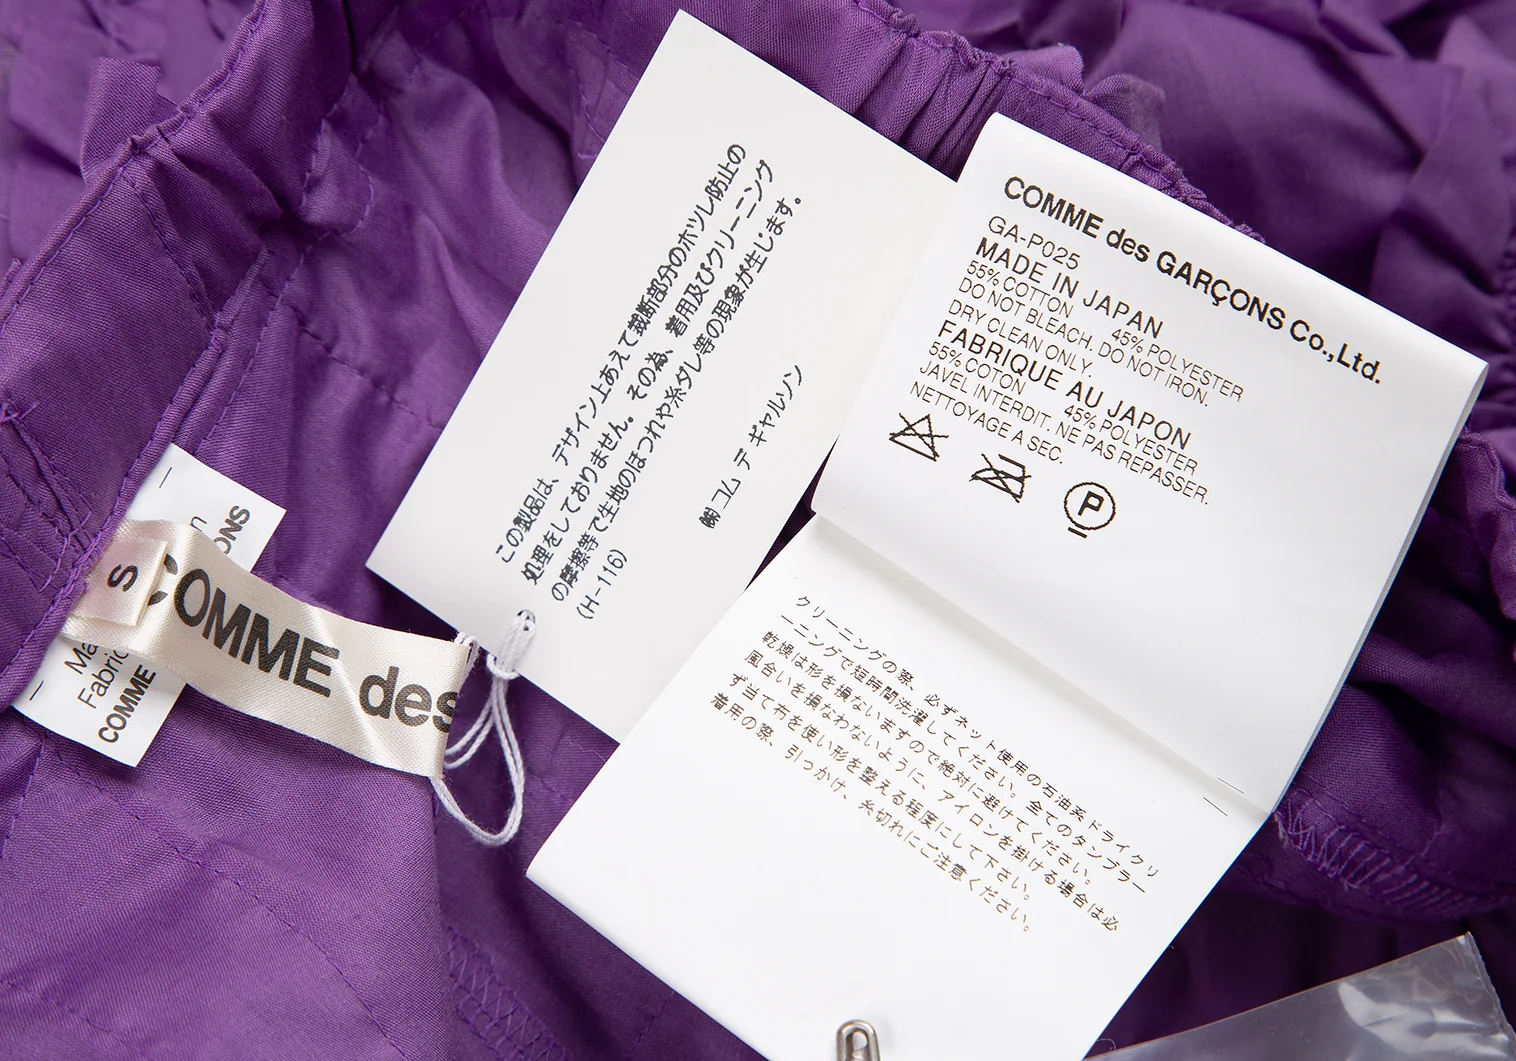 この製品は、デザイン上あえて裁断部分のホツレ防止の
処理をしておりません。その為、着用及びクリーニング
の摩擦等で生地のほつれや糸ダレ等の現象が生じます。
(H-116)
㈱コム デ ギャルソン
COMME des GARÇONS Co.,Ltd.
GA-P025
MADE IN JAPAN
55% COTTON 45% POLYESTER
DO NOT BLEACH. DO NOT IRON.
DRY CLEAN ONLY.
FABRIQUE AU JAPON
55% COTON 45% POLYESTER
JAVEL INTERDIT. NE PAS REPASSER.
NETTOYAGE A SEC.
P
クリーニングの際、必ずネット使用の石油系ドライクリ
ーニングで短時間洗濯してください。全てのタンブラー
乾燥は形を損ないますので絶対に避けてください。
風合いを損なわないように、アイロンを掛ける場合は必
ず当て布を使い形を整える程度にして下さい。
着用の際、引っかけ、糸切れにご注意ください。
S
COMME des
Ma
Fabric
COMME
n
ONS